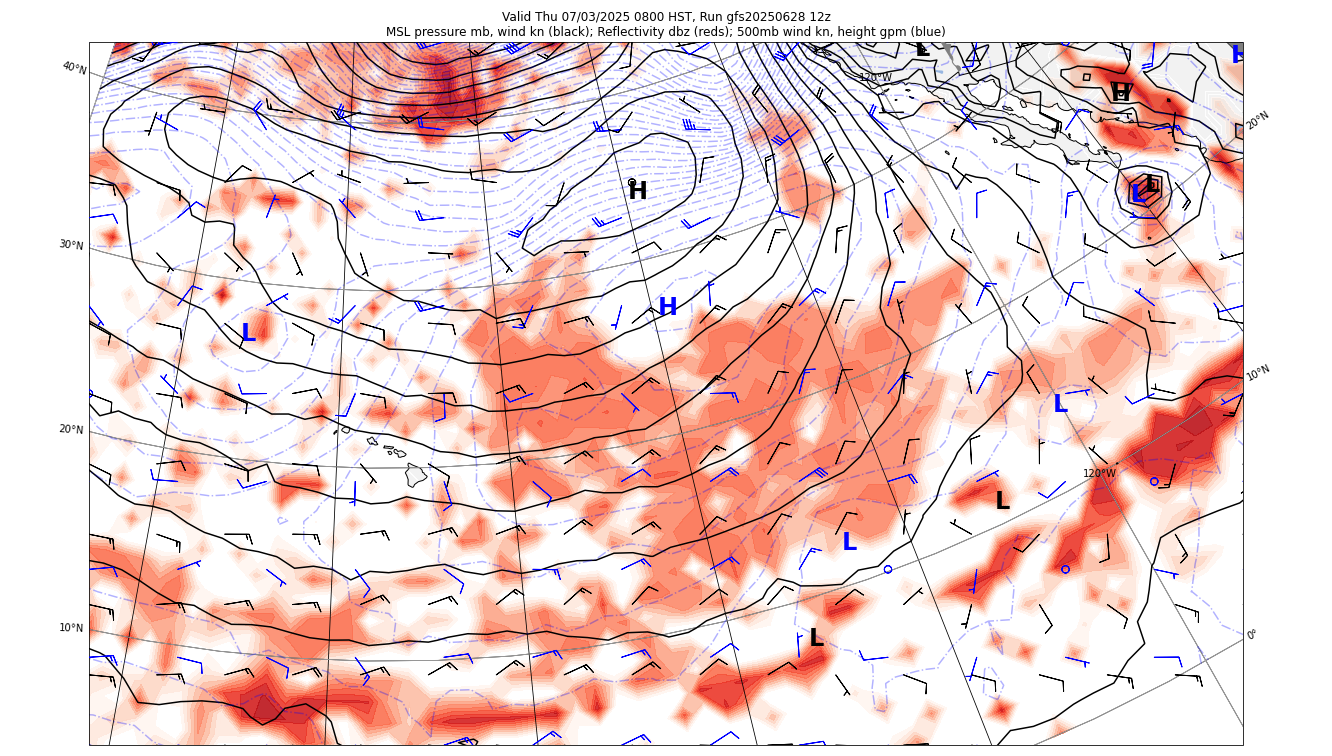 Valid Thu 07/03/2025 0800 HST, Run gfs20250628 12z
MSL pressure mb, wind kn (black); Reflectivity dbz (reds); 500mb wind kn, height gpm (blue)
L
H
40°N
120°W
H
20°N
H
L
L
30°N
H
L
10°N
L
20°N
120°W
L
L
10°N
L
0°